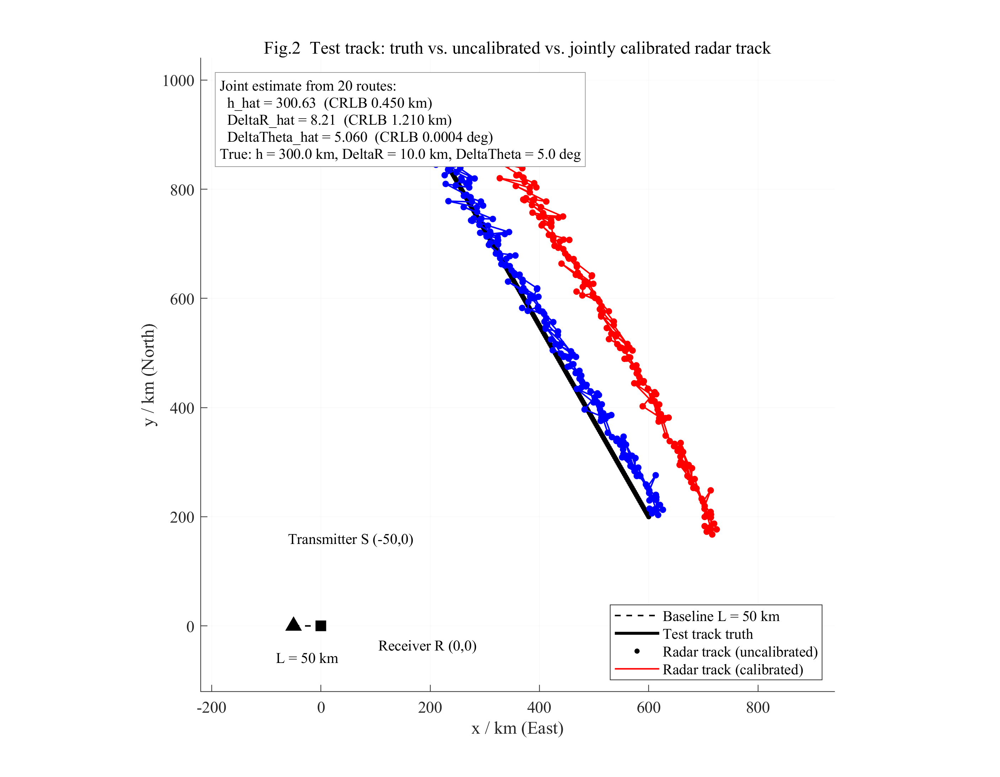 Fig.2  Test track: truth vs. uncalibrated vs. jointly calibrated radar track
Joint estimate from 20 routes:
h_hat = 300.63  (CRLB 0.450 km)
DeltaR_hat = 8.21  (CRLB 1.210 km)
DeltaTheta_hat = 5.060  (CRLB 0.0004 deg)
True: h = 300.0 km, DeltaR = 10.0 km, DeltaTheta = 5.0 deg
1000
800
600
400
200
0
y / km (North)
Transmitter S (-50,0)
Receiver R (0,0)
L = 50 km
Baseline L = 50 km
Test track truth
Radar track (uncalibrated)
Radar track (calibrated)
-200
0
200
400
600
800
x / km (East)